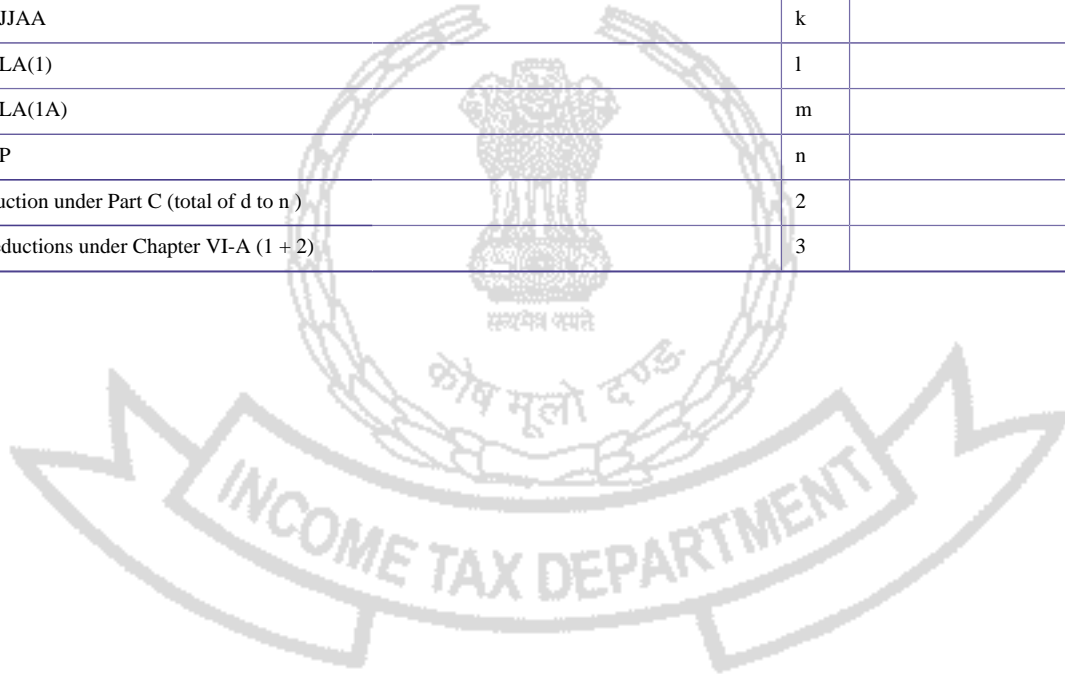 JJAA k
LA(1) l
LA(1A) m
P n
uction under Part C (total of d to n ) 2
eductions under Chapter VI-A (1 + 2) 3
सत्यमेव जयते
कोष मूलो दण्ड:
INCOME TAX DEPARTMENT